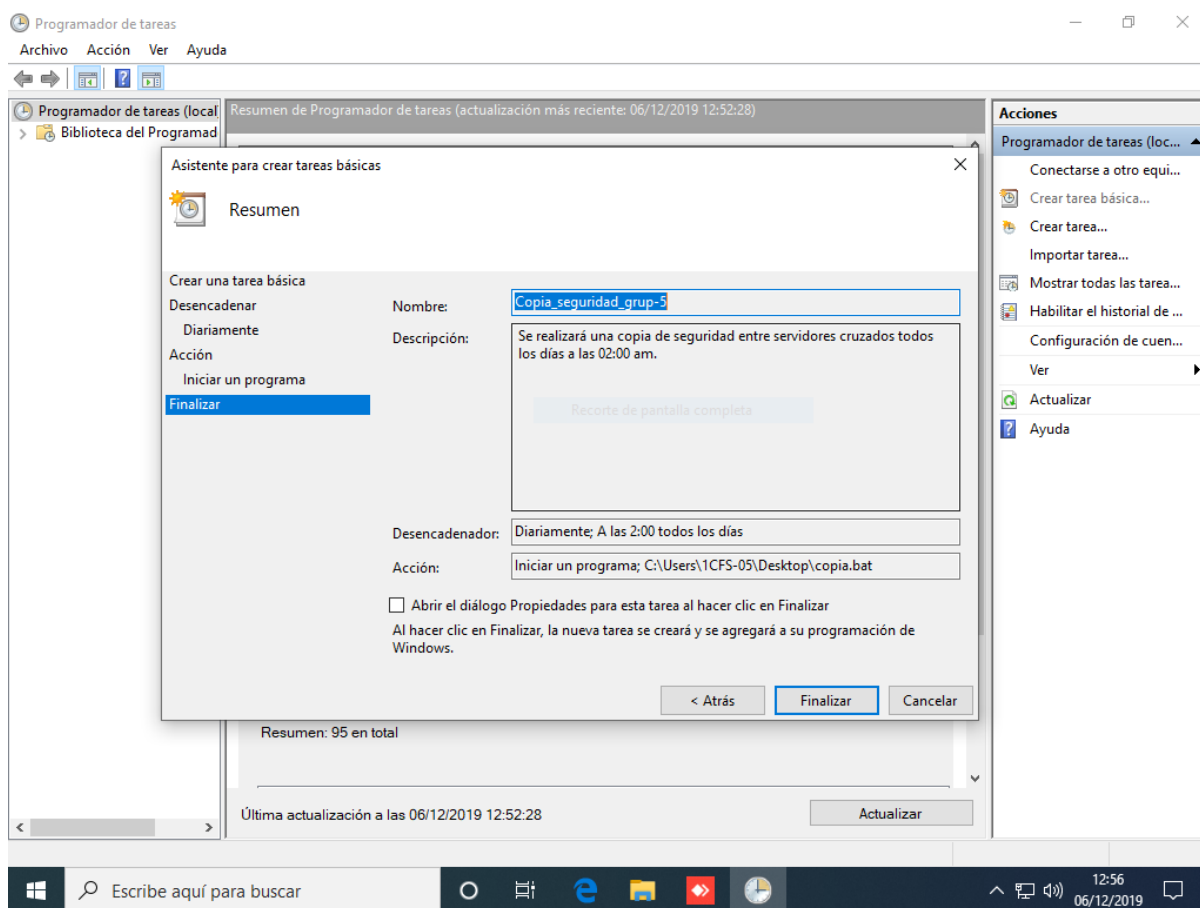 Programador de tareas
Archivo Acción Ver Ayuda
Programador de tareas (local
Biblioteca del Programad
Resumen de Programador de tareas (actualización más reciente: 06/12/2019 12:52:28)
Asistente para crear tareas básicas
Resumen
Crear una tarea básica
Desencadenar
Diariamente
Acción
Iniciar un programa
Finalizar
Nombre: Copia_seguridad_grup-5
Descripción: Se realizará una copia de seguridad entre servidores cruzados todos
los días a las 02:00 am.
Recorte de pantalla completa
Desencadenador: Diariamente; A las 2:00 todos los días
Acción: Iniciar un programa; C:\Users\1CFS-05\Desktop\copia.bat
Abrir el diálogo Propiedades para esta tarea al hacer clic en Finalizar
Al hacer clic en Finalizar, la nueva tarea se creará y se agregará a su programación de
Windows.
< Atrás Finalizar Cancelar
Resumen: 95 en total
Última actualización a las 06/12/2019 12:52:28 Actualizar
Acciones
Programador de tareas (loc...
Conectarse a otro equi...
Crear tarea básica...
Crear tarea...
Importar tarea...
Mostrar todas las tarea...
Habilitar el historial de ...
Configuración de cuen...
Ver
Actualizar
Ayuda
Escribe aquí para buscar
12:56
06/12/2019